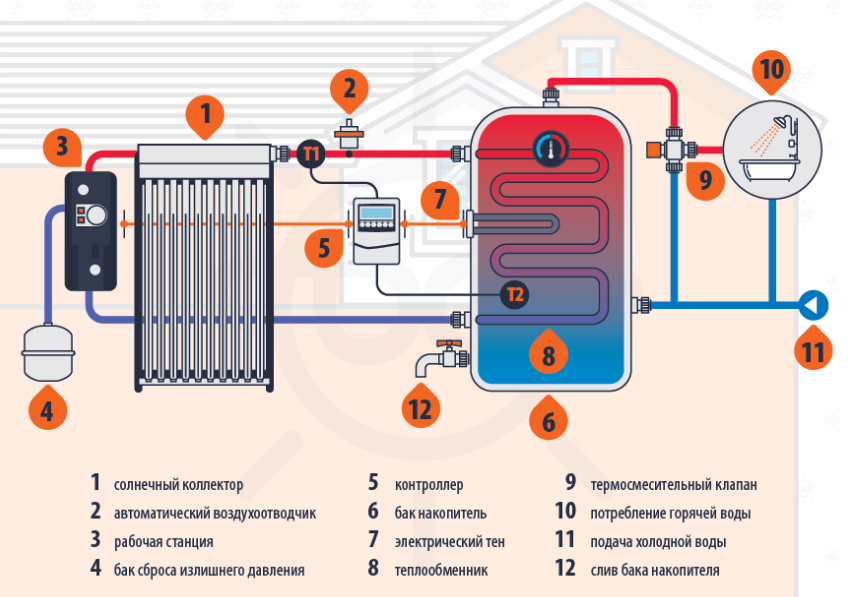 1
2
3
10
T1
9
7
5
T2
8
11
4
12
6
1 солнечный коллектор
2 автоматический воздухоотводчик
3 рабочая станция
4 бак сброса излишнего давления
5 контроллер
6 бак накопитель
7 электрический тен
8 теплообменник
9 термосмесительный клапан
10 потребление горячей воды
11 подача холодной воды
12 слив бака накопителя